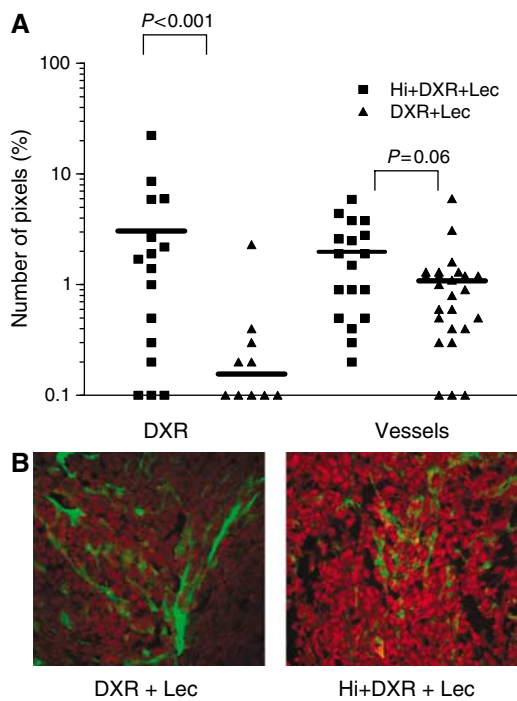 A
P<0.001
100
10
1
0.1
Number of pixels (%)
Hi+DXR+Lec
DXR+Lec
P=0.06
DXR
Vessels
B
DXR + Lec
Hi+DXR + Lec